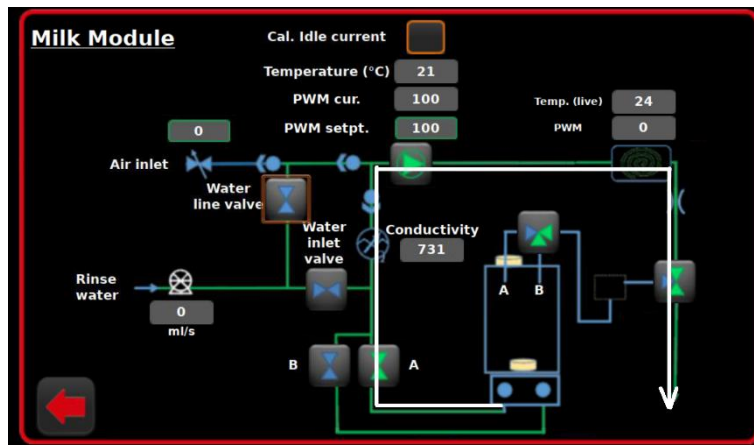 Milk Module
Cal. Idle current
Temperature (°C)
21
PWM cur.
100
PWM setpt.
100
Temp. (live)
24
PWM
0
0
Air inlet
Water
line valve
Water
inlet
valve
Conductivity
731
Rinse
water
0
ml/s
A
B
B
A